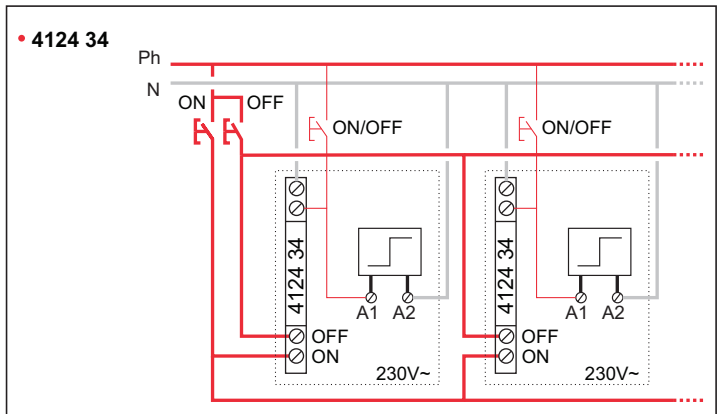 • 4124 34
Ph
N
ON OFF
ON/OFF
ON/OFF
4124 34
A1 A2
OFF
ON
230V~
4124 34
A1 A2
OFF
ON
230V~